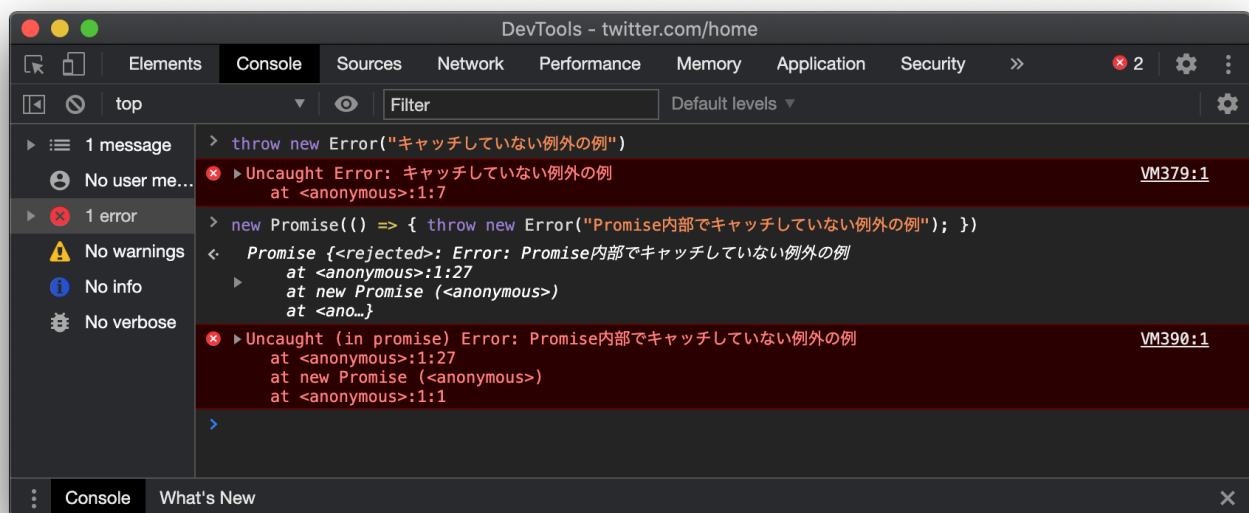 DevTools - twitter.com/home
Elements Console Sources Network Performance Memory Application Security » 2
top Filter Default levels
1 message
No user me...
1 error
No warnings
No info
No verbose
> throw new Error("キャッチしていない例外の例")
Uncaught Error: キャッチしていない例外の例 VM379:1
at <anonymous>:1:7
> new Promise(() => { throw new Error("Promise内部でキャッチしていない例外の例"); })
Promise {<rejected>: Error: Promise内部でキャッチしていない例外の例
at <anonymous>:1:27
at new Promise (<anonymous>)
at <ano…}
Uncaught (in promise) Error: Promise内部でキャッチしていない例外の例 VM390:1
at <anonymous>:1:27
at new Promise (<anonymous>)
at <anonymous>:1:1
>
Console What's New